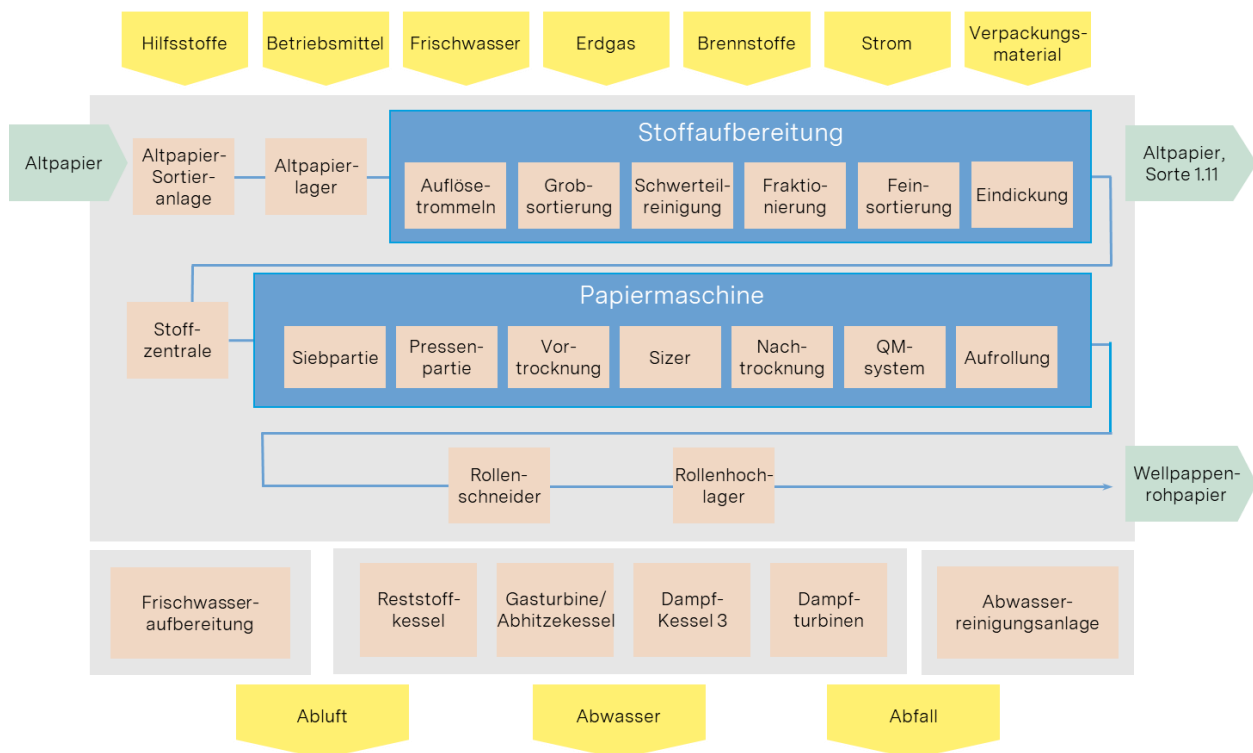 Hilfsstoffe
Betriebsmittel
Frischwasser
Erdgas
Brennstoffe
Strom
Verpackungs-
material
Altpapier
Altpapier-
Sortier-
anlage
Altpapier-
lager
Stoffaufbereitung
Auflöse-
trommeln
Grob-
sortierung
Schwerteil-
reinigung
Fraktio-
nierung
Fein-
sortierung
Eindickung
Altpapier,
Sorte 1.11
Stoff-
zentrale
Papiermaschine
Siebpartie
Pressen-
partie
Vor-
trocknung
Sizer
Nach-
trocknung
QM-
system
Aufrollung
Rollen-
schneider
Rollenhoch-
lager
Wellpappen-
rohpapier
Frischwasser-
aufbereitung
Reststoff-
kessel
Gasturbine/
Abhitzekessel
Dampf-
Kessel 3
Dampf-
turbinen
Abwasser-
reinigungsanlage
Abluft
Abwasser
Abfall